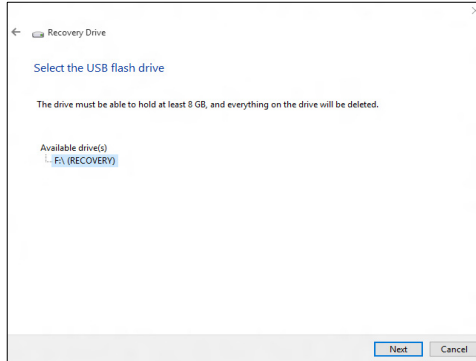 Recovery Drive
Select the USB flash drive
The drive must be able to hold at least 8 GB, and everything on the drive will be deleted.
Available drive(s)
F:\ (RECOVERY)
Next Cancel